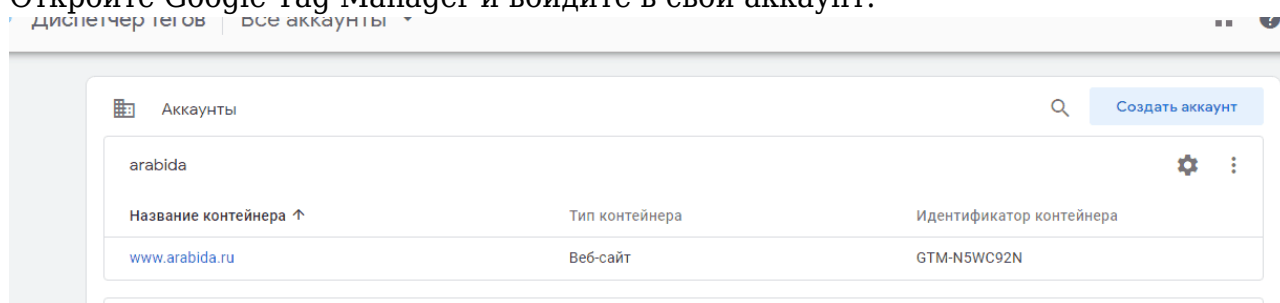 Откройте Google Tag Manager и войдите в свой аккаунт.
Диспетчер тегов Все аккаунты
Аккаунты Создать аккаунт
arabida
Название контейнера ↑ Тип контейнера Идентификатор контейнера
www.arabida.ru Веб-сайт GTM-N5WC92N